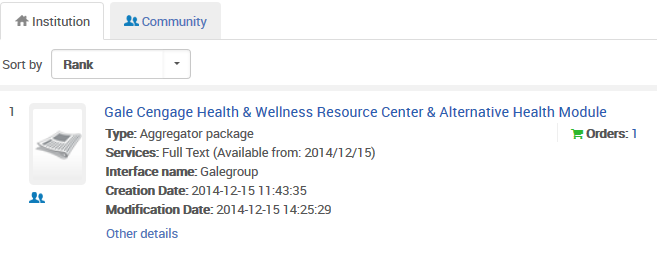 Institution
Community
Sort by Rank
1 Gale Cengage Health & Wellness Resource Center & Alternative Health Module
Type: Aggregator package
Orders: 1
Services: Full Text (Available from: 2014/12/15)
Interface name: Galegroup
Creation Date: 2014-12-15 11:43:35
Modification Date: 2014-12-15 14:25:29
Other details